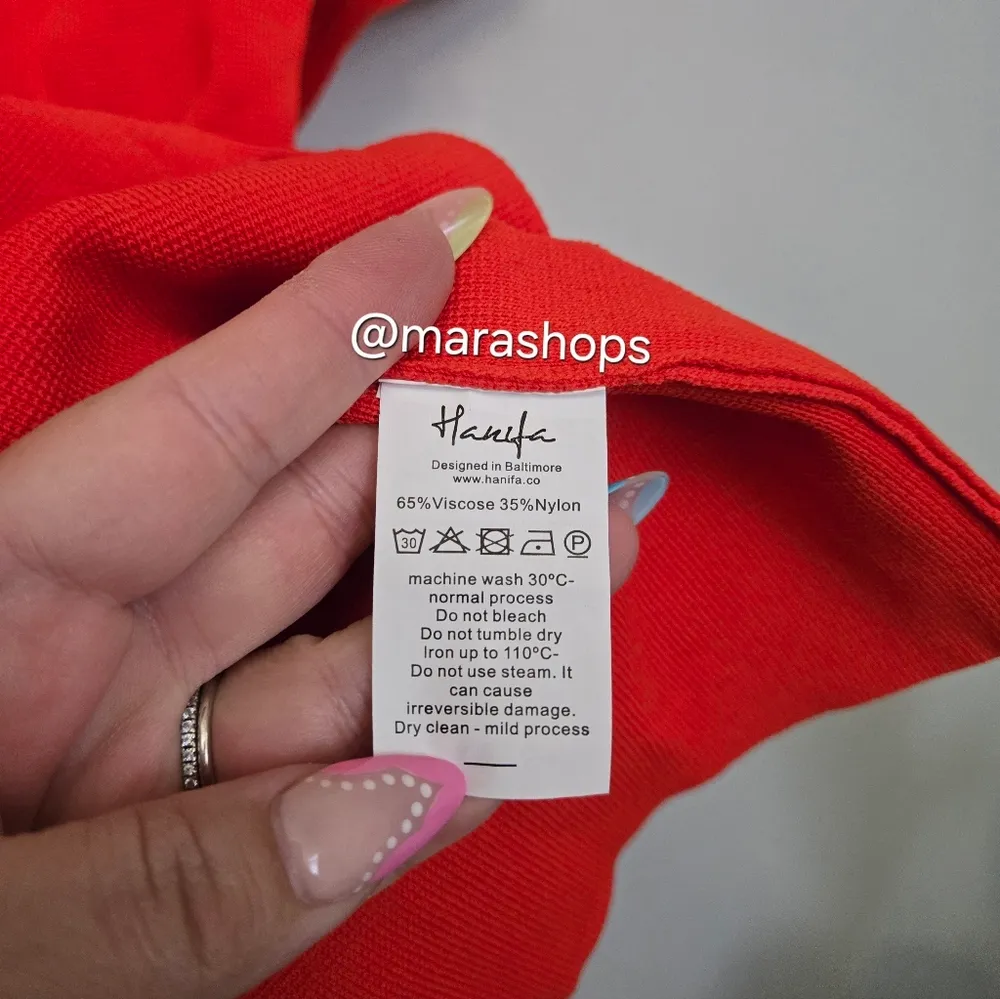 @marashops
Hanifa
Designed in Baltimore
www.hanifa.co
65%Viscose 35%Nylon
30 P
machine wash 30ºC-
normal process
Do not bleach
Do not tumble dry
Iron up to 110ºC-
Do not use steam. It
can cause
irreversible damage.
Dry clean - mild process